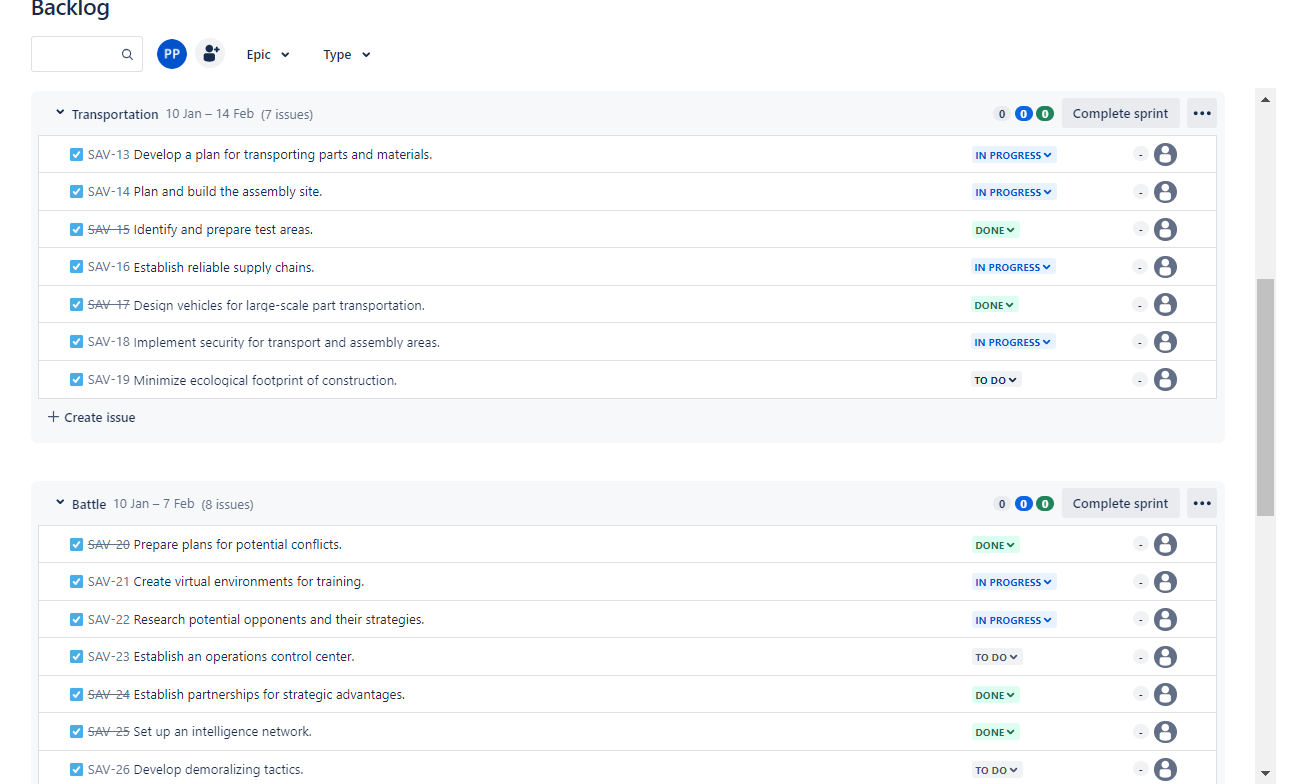 Backlog
PP Epic Type
Transportation 10 Jan – 14 Feb (7 issues) 0 0 0 Complete sprint
SAV-13 Develop a plan for transporting parts and materials. IN PROGRESS -
SAV-14 Plan and build the assembly site. IN PROGRESS -
SAV-15 Identify and prepare test areas. DONE -
SAV-16 Establish reliable supply chains. IN PROGRESS -
SAV-17 Design vehicles for large-scale part transportation. DONE -
SAV-18 Implement security for transport and assembly areas. IN PROGRESS -
SAV-19 Minimize ecological footprint of construction. TO DO -
+ Create issue
Battle 10 Jan – 7 Feb (8 issues) 0 0 0 Complete sprint
SAV-20 Prepare plans for potential conflicts. DONE -
SAV-21 Create virtual environments for training. IN PROGRESS -
SAV-22 Research potential opponents and their strategies. IN PROGRESS -
SAV-23 Establish an operations control center. TO DO -
SAV-24 Establish partnerships for strategic advantages. DONE -
SAV-25 Set up an intelligence network. DONE -
SAV-26 Develop demoralizing tactics. TO DO -